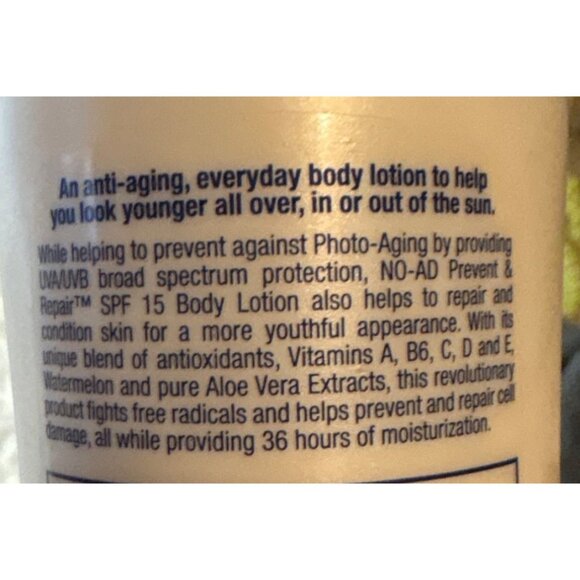 An anti-aging, everyday body lotion to help
you look younger all over, in or out of the sun.
While helping to prevent against Photo-Aging by providing
UVA/UVB broad spectrum protection, NO-AD Prevent &
Repair™ SPF 15 Body Lotion also helps to repair and
condition skin for a more youthful appearance. With its
unique blend of antioxidants, Vitamins A, B6, C, D and E,
Watermelon and pure Aloe Vera Extracts, this revolutionary
product fights free radicals and helps prevent and repair cell
damage, all while providing 36 hours of moisturization.